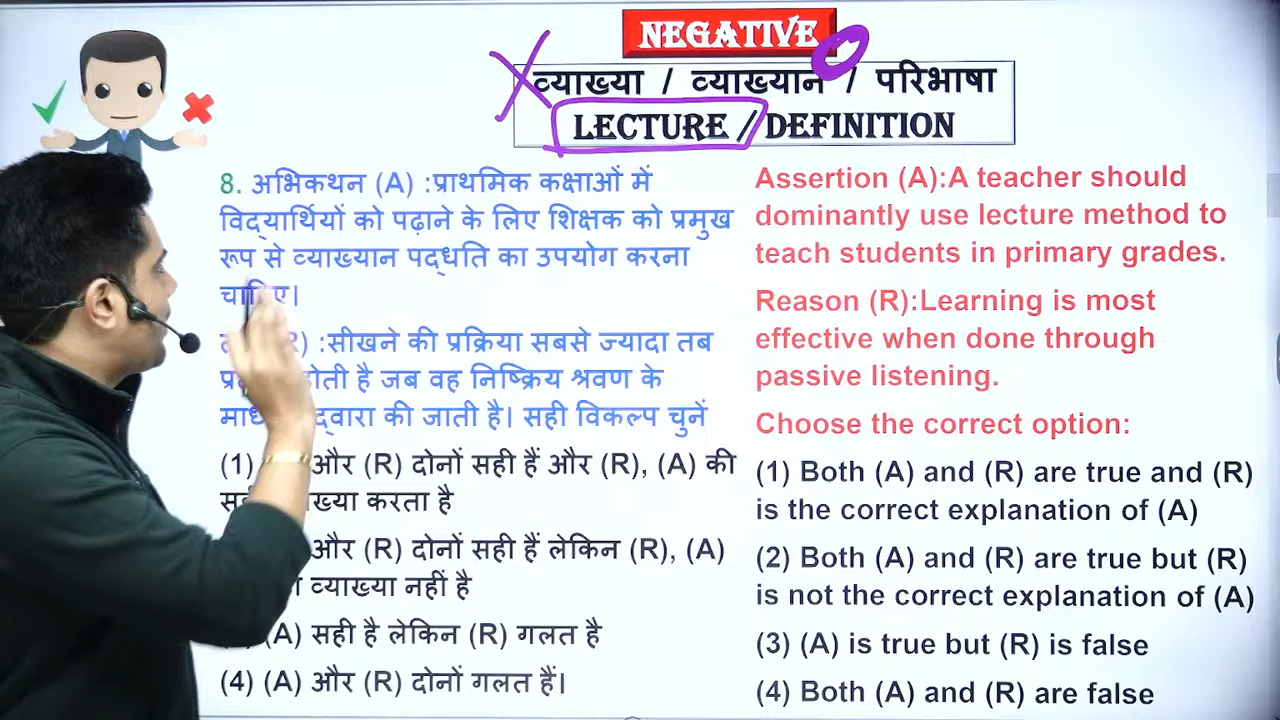 NEGATIVE
व्याख्या / व्याख्यान / परिभाषा
LECTURE / DEFINITION
8. अभिकथन (A) :प्राथमिक कक्षाओं में
विद्यार्थियों को पढ़ाने के लिए शिक्षक को प्रमुख
रूप से व्याख्यान पद्धति का उपयोग करना
चाहिए।
(R) :सीखने की प्रक्रिया सबसे ज्यादा तब
होती है जब वह निष्क्रिय श्रवण के
द्वारा की जाती है। सही विकल्प चुनें
(1) और (R) दोनों सही हैं और (R), (A) की
करता है
और (R) दोनों सही हैं लेकिन (R), (A)
व्याख्या नहीं है
(A) सही है लेकिन (R) गलत है
(4) (A) और (R) दोनों गलत हैं।
Assertion (A):A teacher should
dominantly use lecture method to
teach students in primary grades.
Reason (R):Learning is most
effective when done through
passive listening.
Choose the correct option:
(1) Both (A) and (R) are true and (R)
is the correct explanation of (A)
(2) Both (A) and (R) are true but (R)
is not the correct explanation of (A)
(3) (A) is true but (R) is false
(4) Both (A) and (R) are false